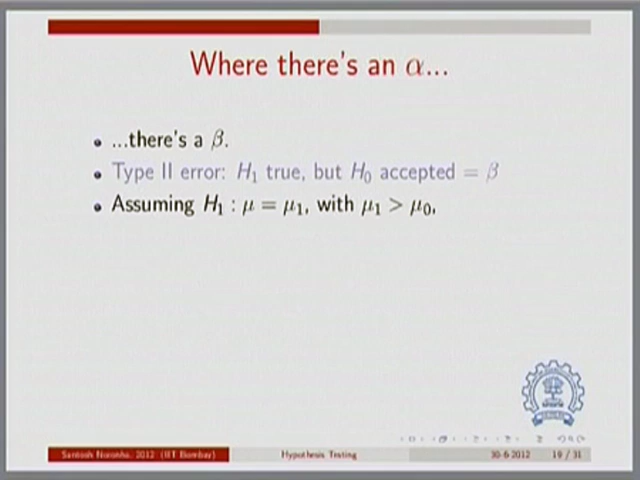 Where there's an α...
...there's a β.
Type II error: H₁ true, but H₀ accepted = β
Assuming H₁ : μ = μ₁, with μ₁ > μ₀,
Santosh Noronha, 2012 (IIT Bombay) Hypothesis Testing 30-6-2012 19 / 31